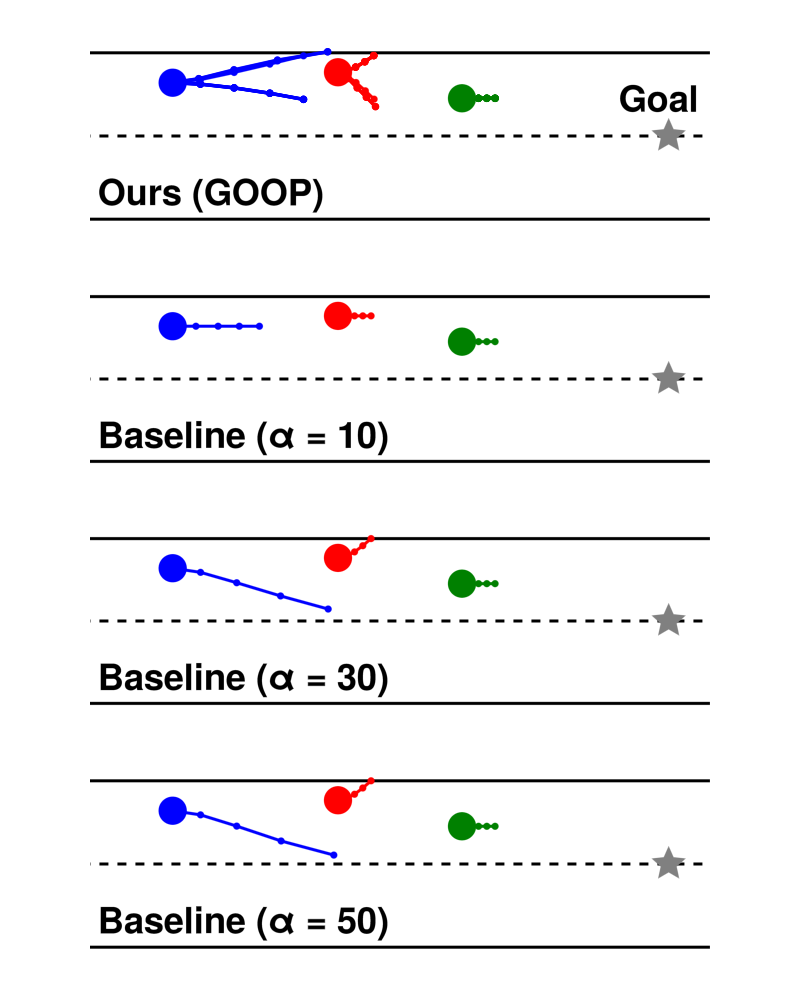 Goal
Ours (GOOP)
Baseline (α = 10)
Baseline (α = 30)
Baseline (α = 50)